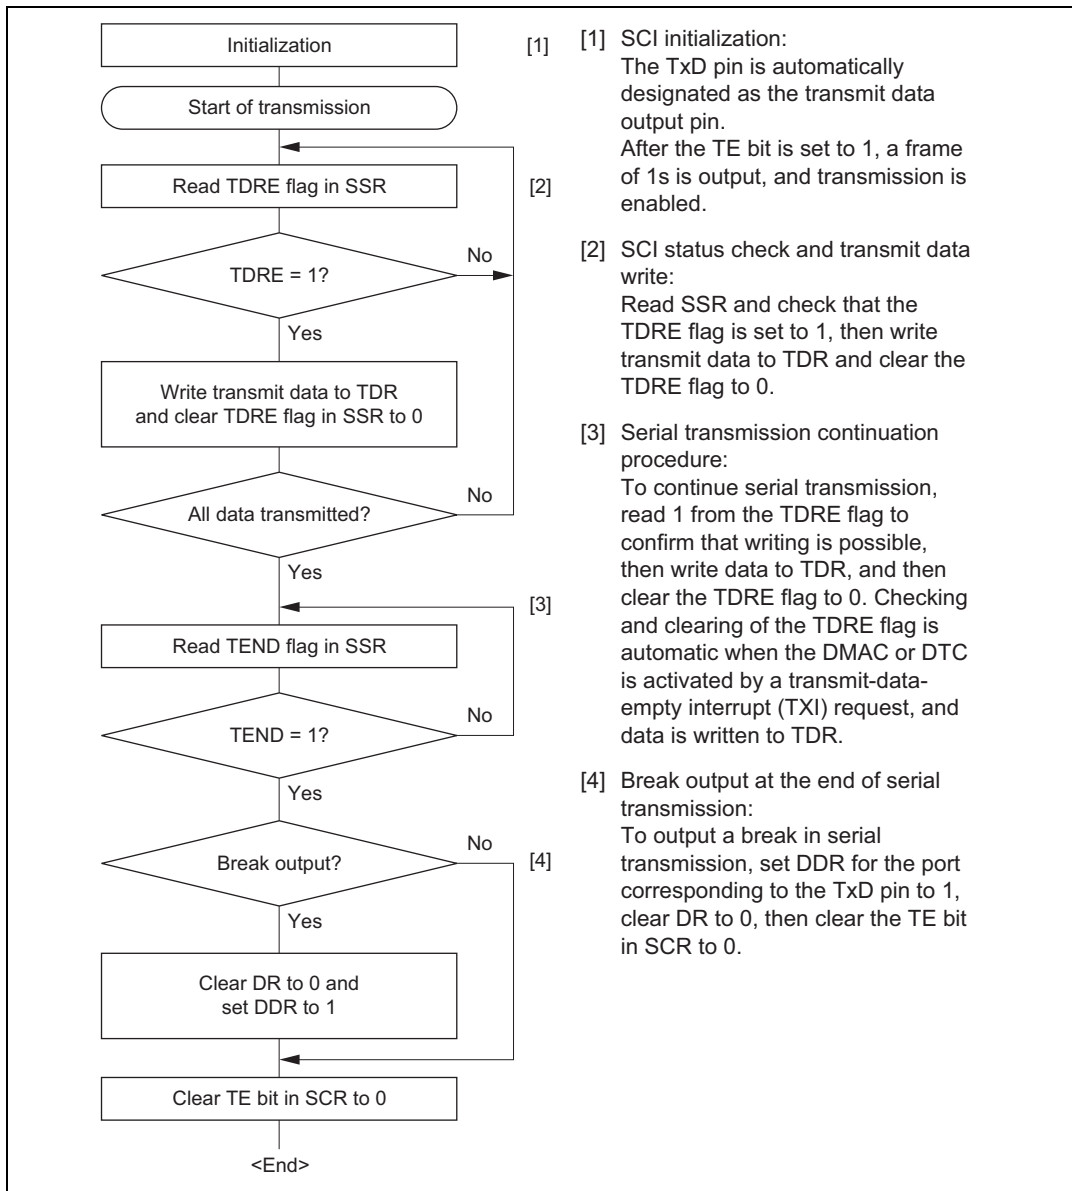 Initialization
[1]
Start of transmission
Read TDRE flag in SSR
[2]
TDRE = 1?
No
Yes
Write transmit data to TDR
and clear TDRE flag in SSR to 0
All data transmitted?
No
Yes
[3]
Read TEND flag in SSR
TEND = 1?
No
Yes
Break output?
No
[4]
Yes
Clear DR to 0 and
set DDR to 1
Clear TE bit in SCR to 0
<End>
[1] SCI initialization:
The TxD pin is automatically
designated as the transmit data
output pin.
After the TE bit is set to 1, a frame
of 1s is output, and transmission is
enabled.
[2] SCI status check and transmit data
write:
Read SSR and check that the
TDRE flag is set to 1, then write
transmit data to TDR and clear the
TDRE flag to 0.
[3] Serial transmission continuation
procedure:
To continue serial transmission,
read 1 from the TDRE flag to
confirm that writing is possible,
then write data to TDR, and then
clear the TDRE flag to 0. Checking
and clearing of the TDRE flag is
automatic when the DMAC or DTC
is activated by a transmit-data-
empty interrupt (TXI) request, and
data is written to TDR.
[4] Break output at the end of serial
transmission:
To output a break in serial
transmission, set DDR for the port
corresponding to the TxD pin to 1,
clear DR to 0, then clear the TE bit
in SCR to 0.